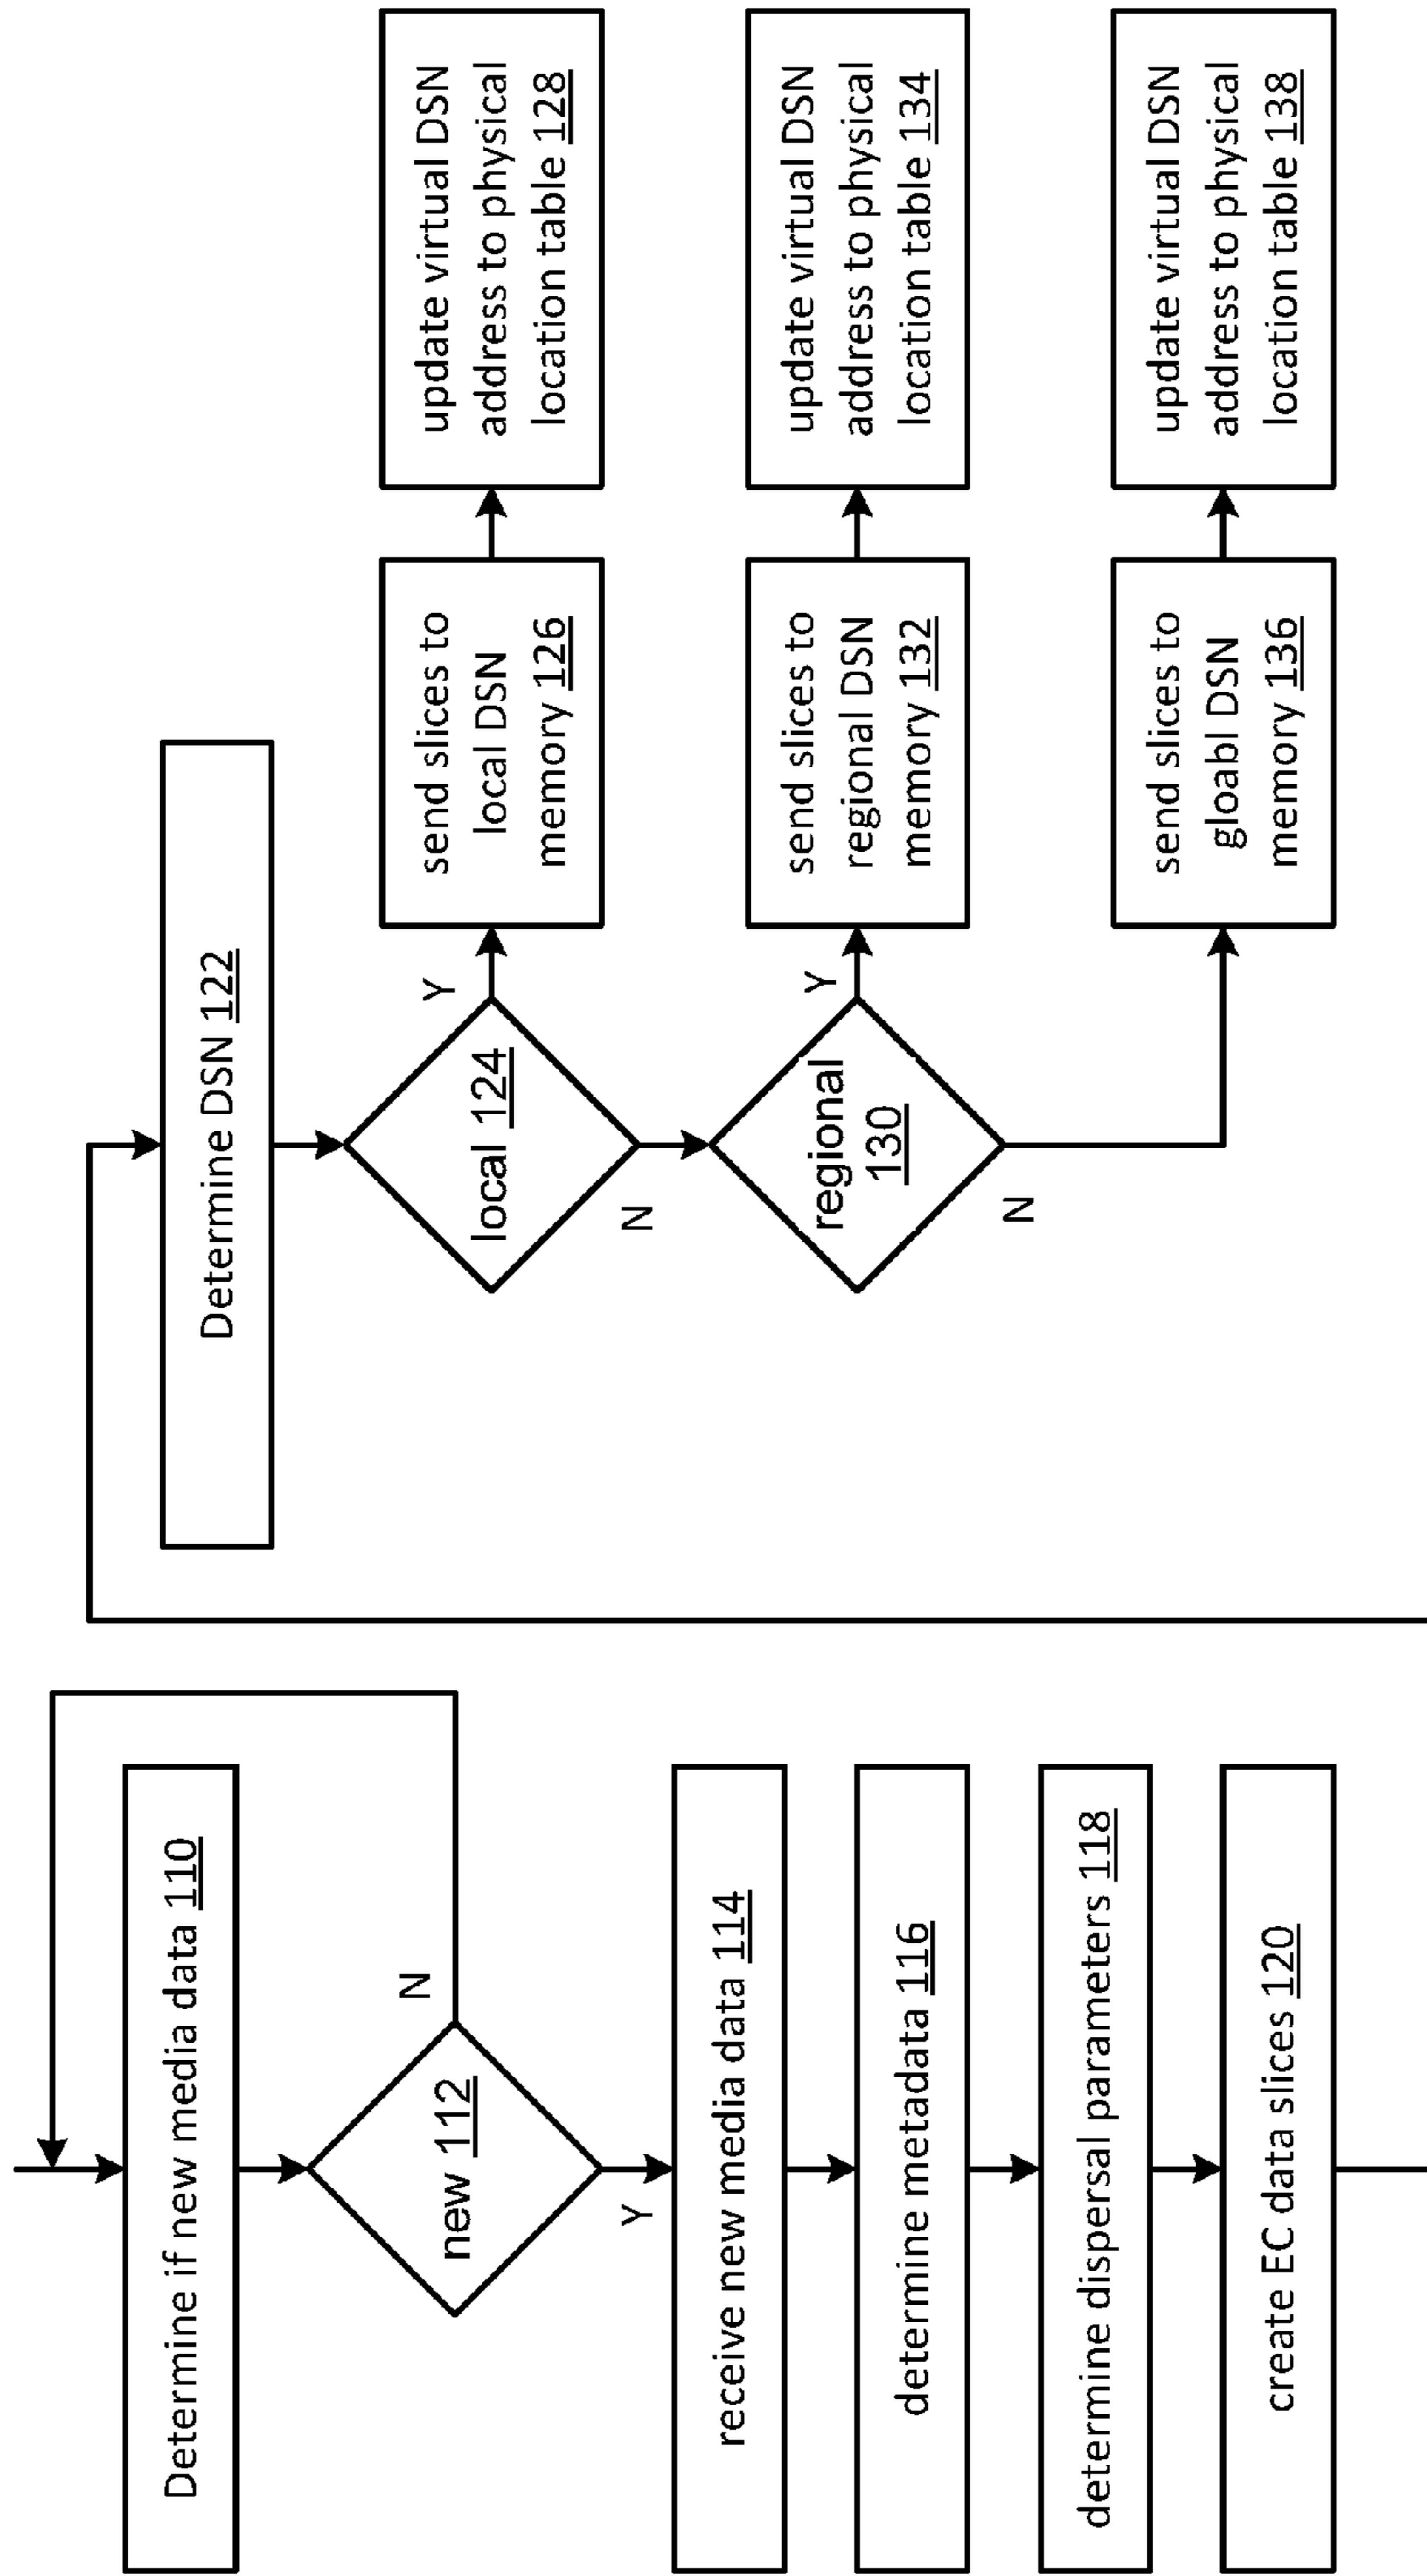 Determine if new media data 110
new 112
N
Y
receive new media data 114
determine metadata 116
determine dispersal parameters 118
create EC data slices 120
Determine DSN 122
local 124
Y
N
send slices to
local DSN
memory 126
update virtual DSN
address to physical
location table 128
regional
130
Y
N
send slices to
regional DSN
memory 132
update virtual DSN
address to physical
location table 134
send slices to
gloabl DSN
memory 136
update virtual DSN
address to physical
location table 138